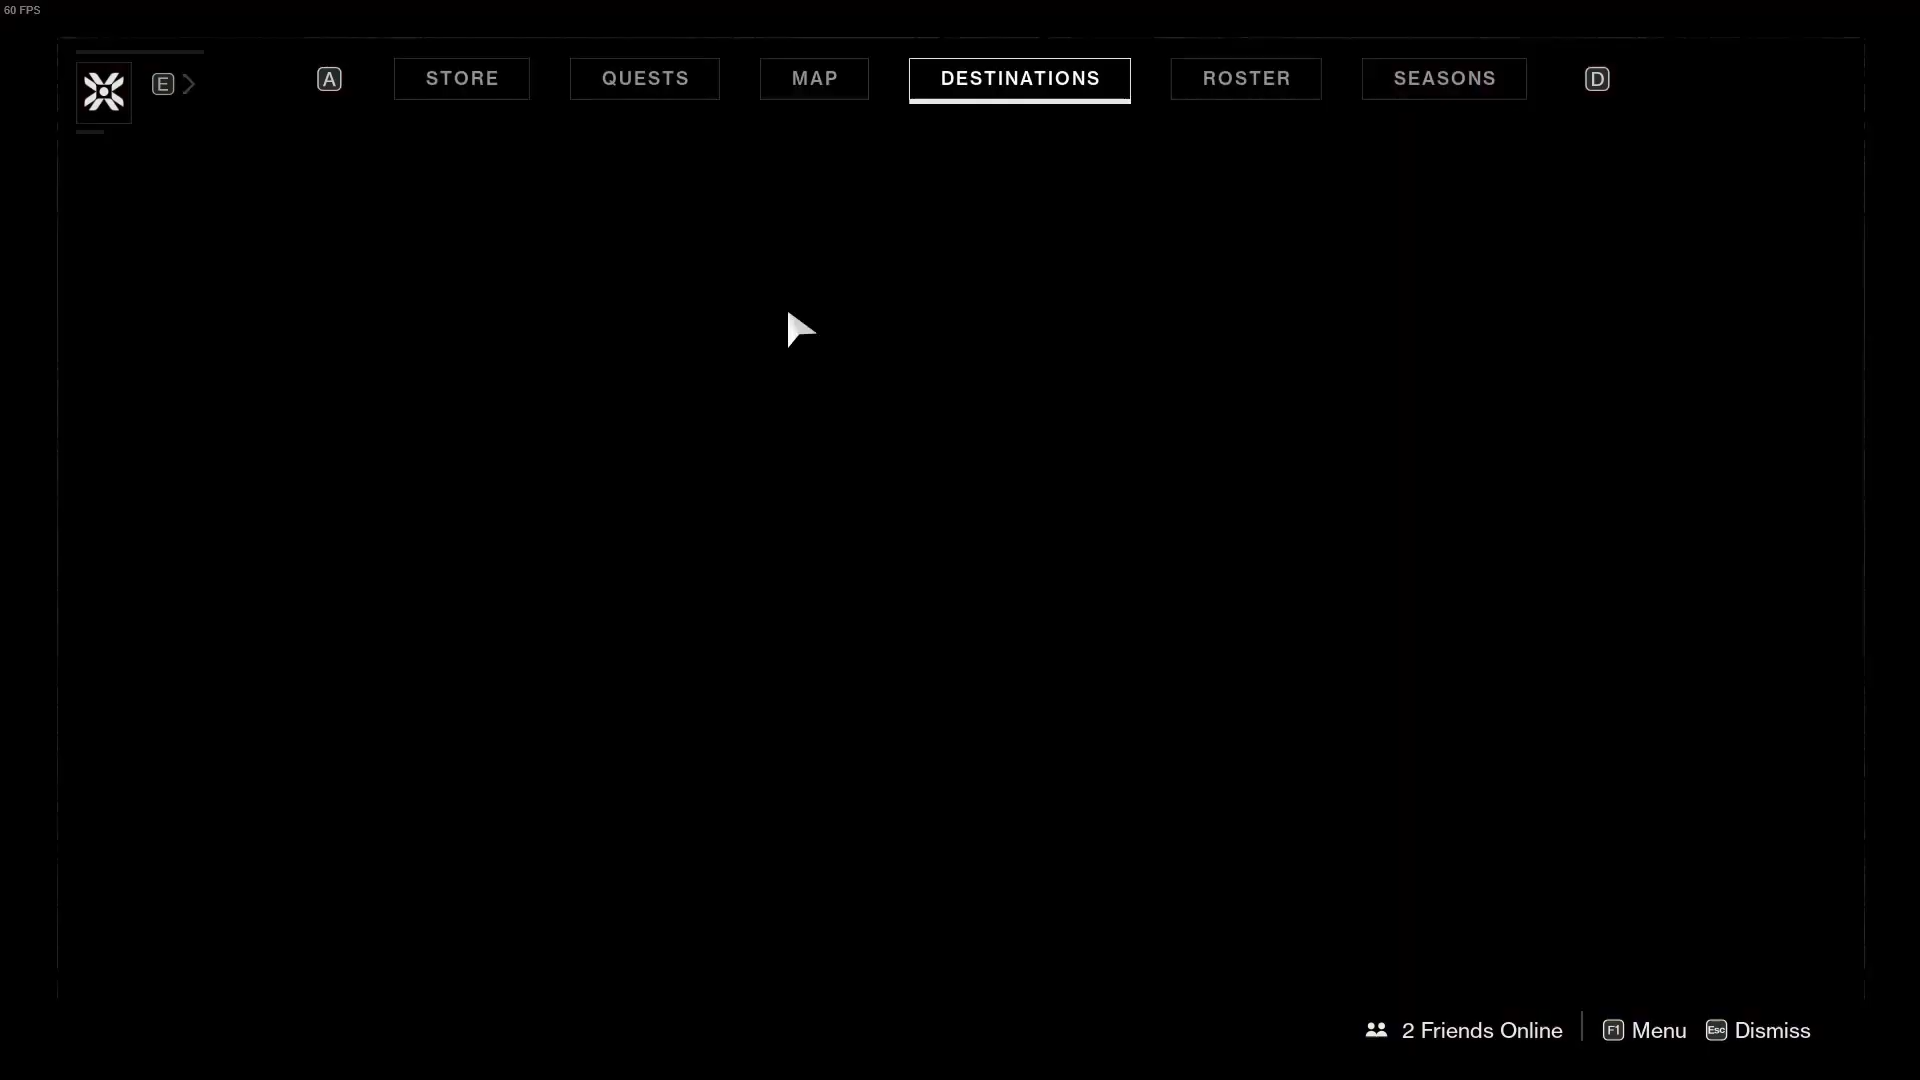 60 FPS
E
A
STORE
QUESTS
MAP
DESTINATIONS
ROSTER
SEASONS
D
2 Friends Online
F1 Menu
Esc Dismiss